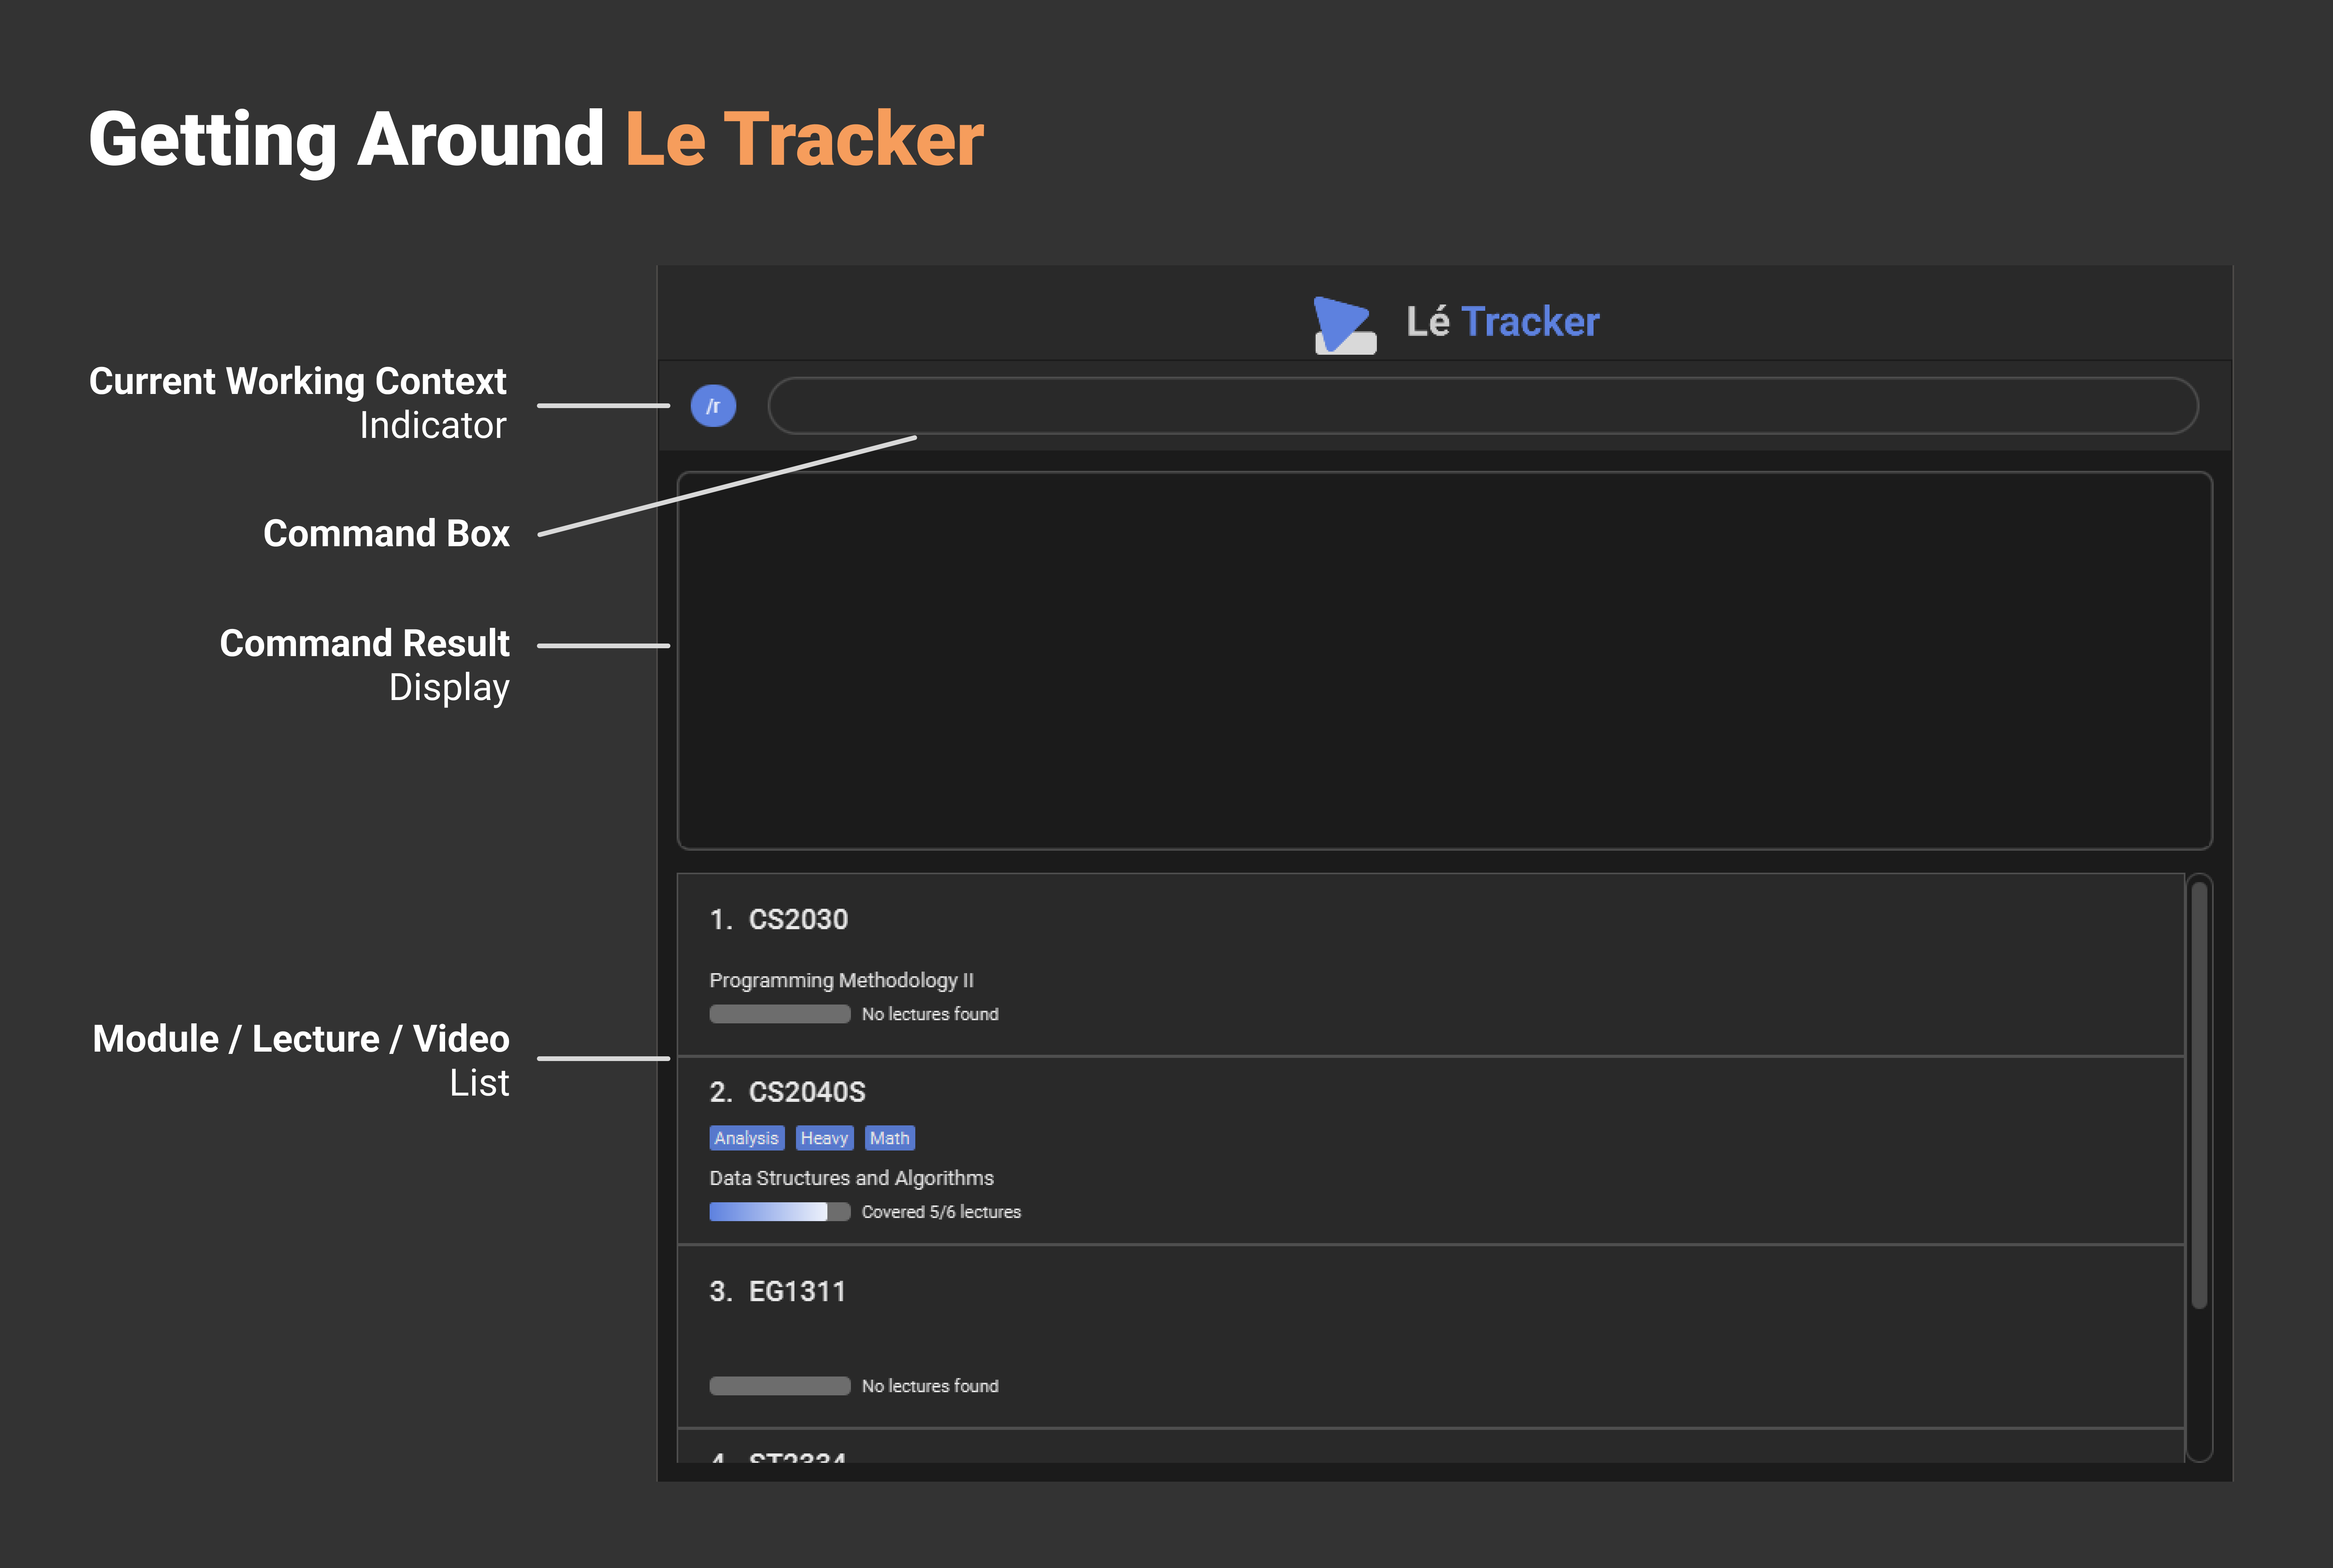 Getting Around Le Tracker
Lé Tracker
Current Working Context
Indicator
/r
Command Box
Command Result
Display
Module / Lecture / Video
List
1. CS2030
Programming Methodology II
No lectures found
2. CS2040S
Analysis Heavy Math
Data Structures and Algorithms
Covered 5/6 lectures
3. EG1311
No lectures found
4. ST2334